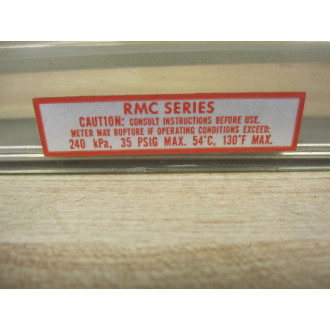 RMC SERIES
CAUTION: CONSULT INSTRUCTIONS BEFORE USE.
METER MAY RUPTURE IF OPERATING CONDITIONS EXCEED:
240 kPa, 35 PSIG MAX. 54°C, 130°F MAX.